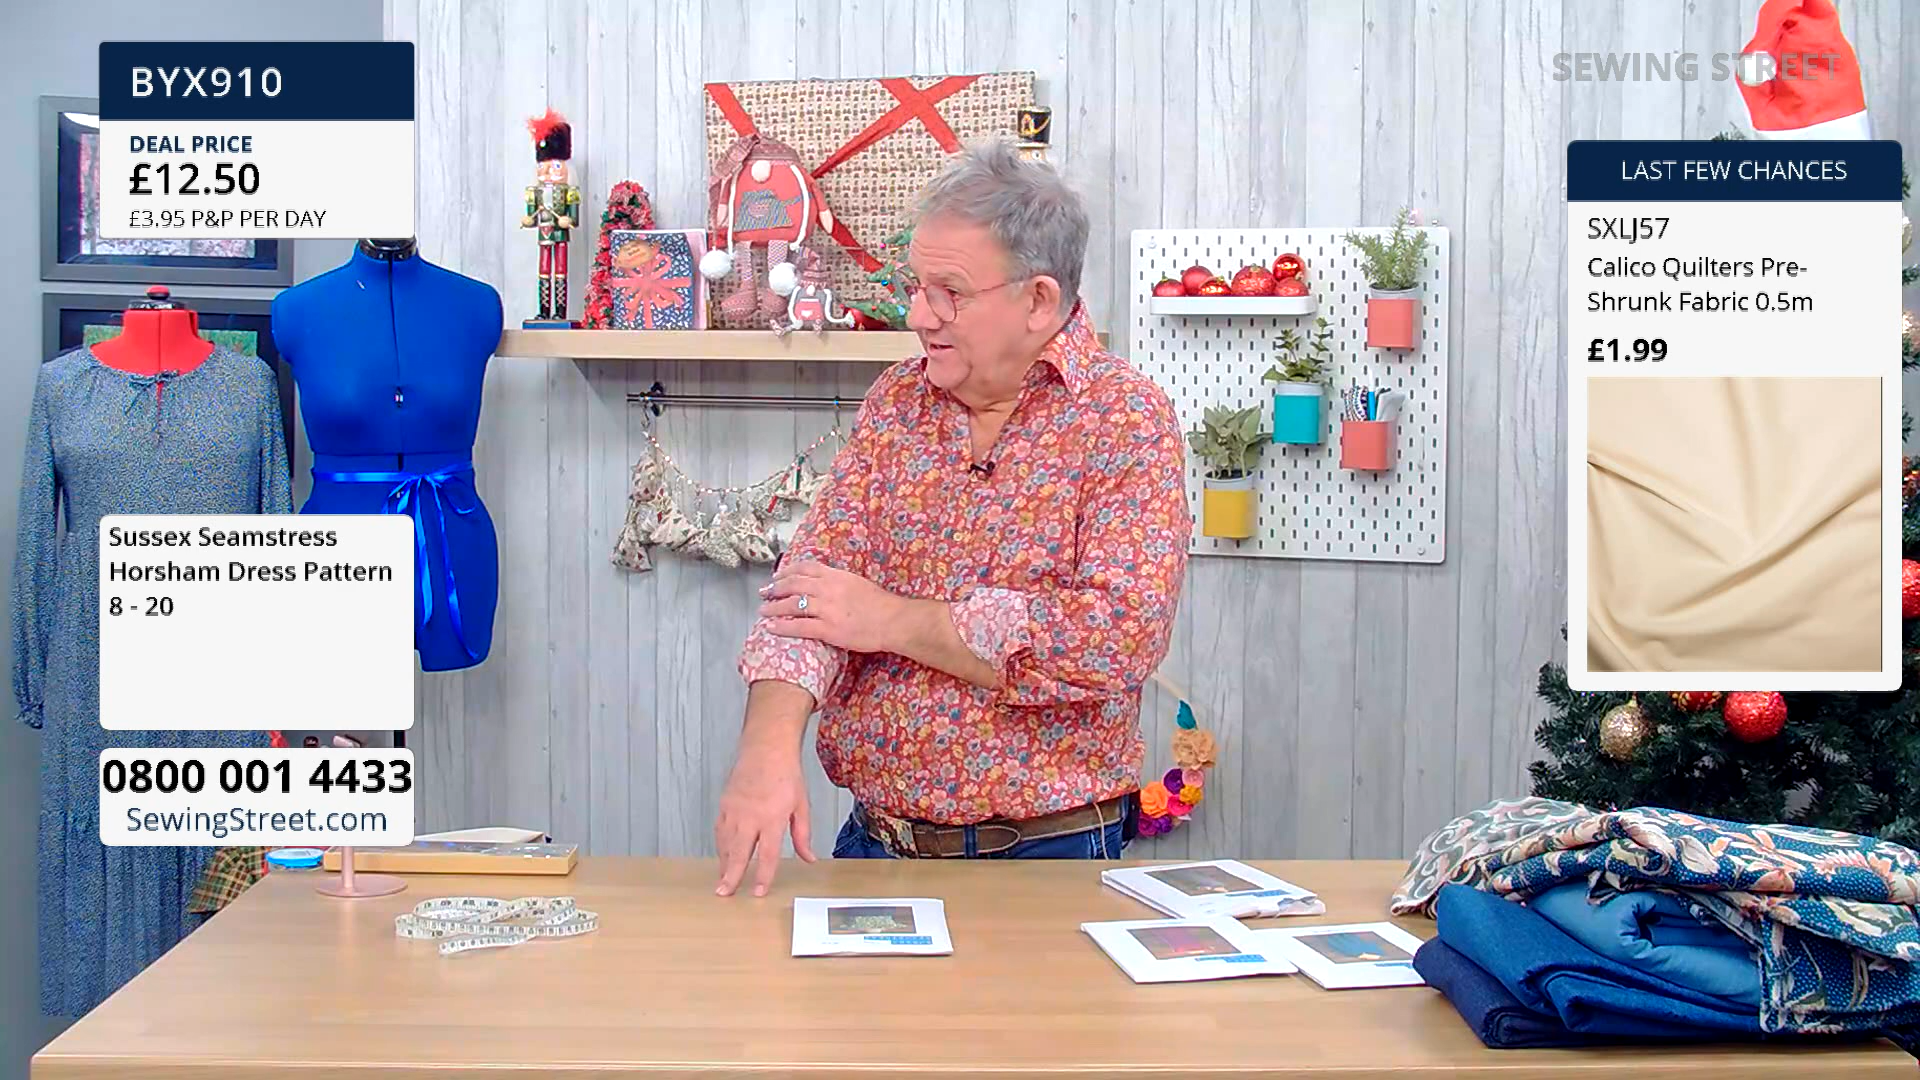 BYX910
DEAL PRICE
£12.50
£3.95 P&P PER DAY
Sussex Seamstress
Horsham Dress Pattern
8 - 20
0800 001 4433
SewingStreet.com
SEWING STREET
LAST FEW CHANCES
SXLJ57
Calico Quilters Pre-
Shrunk Fabric 0.5m
£1.99